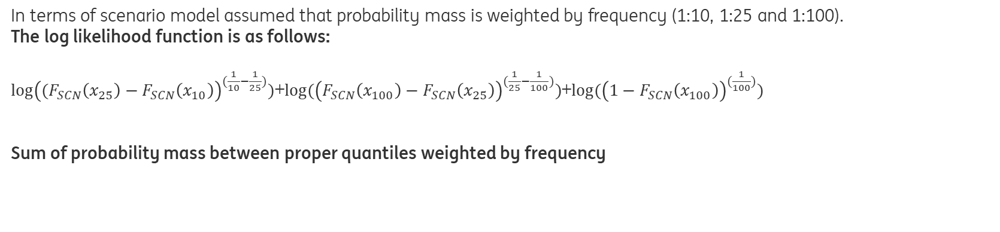 In terms of scenario model assumed that probability mass is weighted by frequency (1:10, 1:25 and 1:100).
The log likelihood function is as follows:
log((F_{SCN}(x_{25}) − F_{SCN}(x_{10}))^{(\frac{1}{10}−\frac{1}{25})})+log((F_{SCN}(x_{100}) − F_{SCN}(x_{25}))^{(\frac{1}{25}−\frac{1}{100})})+log((1 − F_{SCN}(x_{100}))^{(\frac{1}{100})})
Sum of probability mass between proper quantiles weighted by frequency